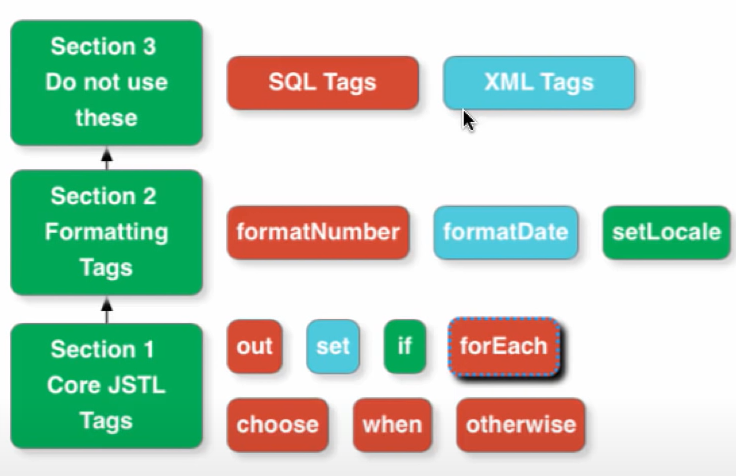 Section 3
Do not use
these
SQL Tags
XML Tags
Section 2
Formatting
Tags
formatNumber
formatDate
setLocale
Section 1
Core JSTL
Tags
out
set
if
forEach
choose
when
otherwise